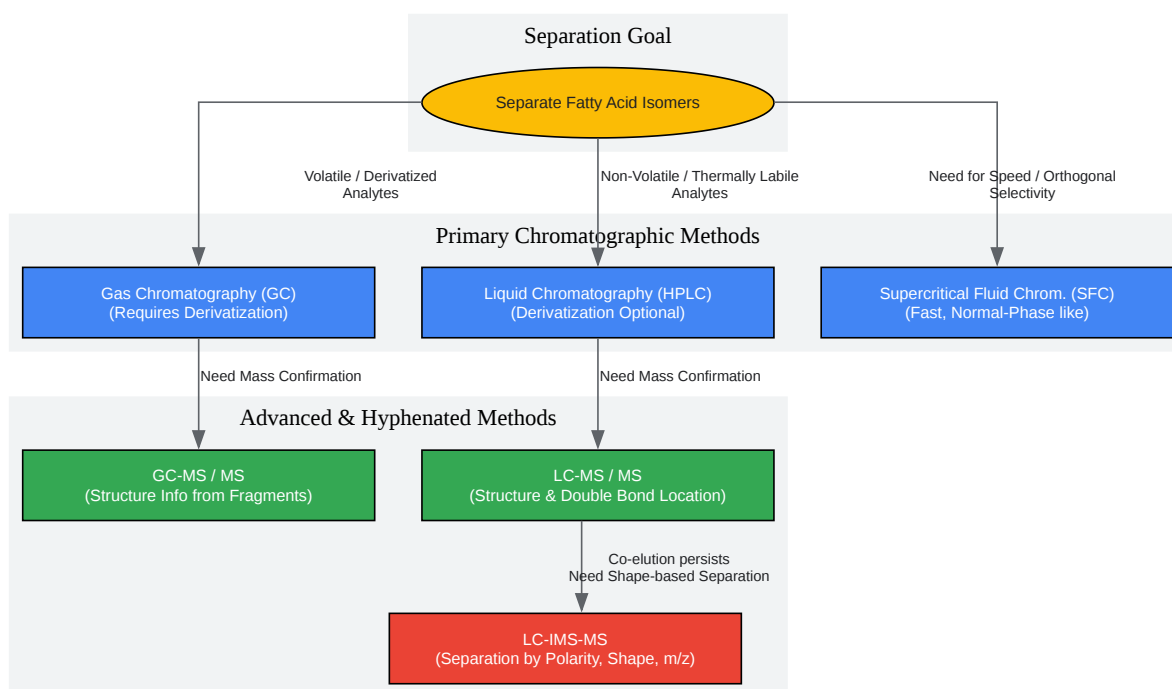 Separation Goal
Separate Fatty Acid Isomers
Volatile / Derivatized
Analytes
Non-Volatile / Thermally Labile
Analytes
Need for Speed / Orthogonal
Selectivity
Primary Chromatographic Methods
Gas Chromatography (GC)
(Requires Derivatization)
Liquid Chromatography (HPLC)
(Derivatization Optional)
Supercritical Fluid Chrom. (SFC)
(Fast, Normal-Phase like)
Need Mass Confirmation
Need Mass Confirmation
Advanced & Hyphenated Methods
GC-MS / MS
(Structure Info from Fragments)
LC-MS / MS
(Structure & Double Bond Location)
Co-elution persists
Need Shape-based Separation
LC-IMS-MS
(Separation by Polarity, Shape, m/z)